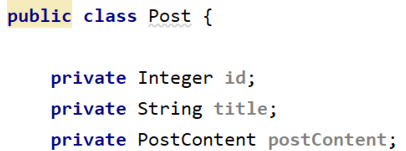 public class Post {
private Integer id;
private String title;
private PostContent postContent;